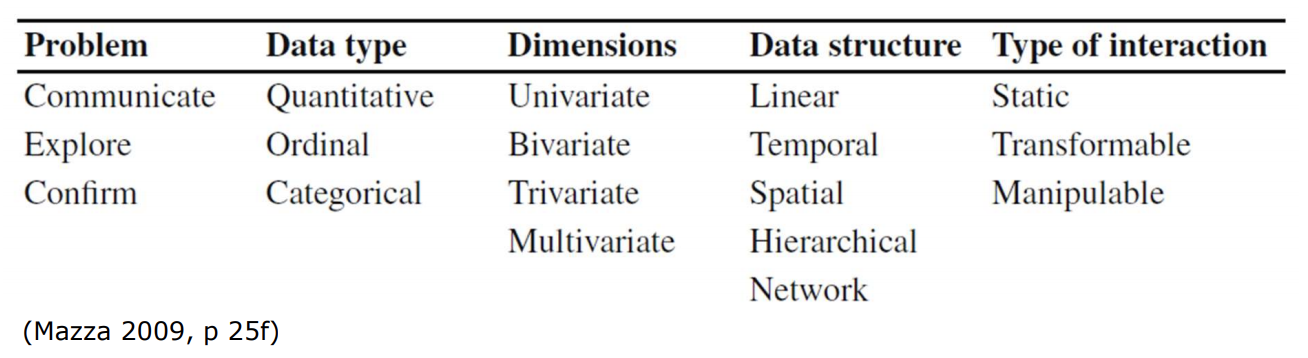 Problem Data type Dimensions Data structure Type of interaction
Communicate Quantitative Univariate Linear Static
Explore Ordinal Bivariate Temporal Transformable
Confirm Categorical Trivariate Spatial Manipulable
Multivariate Hierarchical
Network
(Mazza 2009, p 25f)